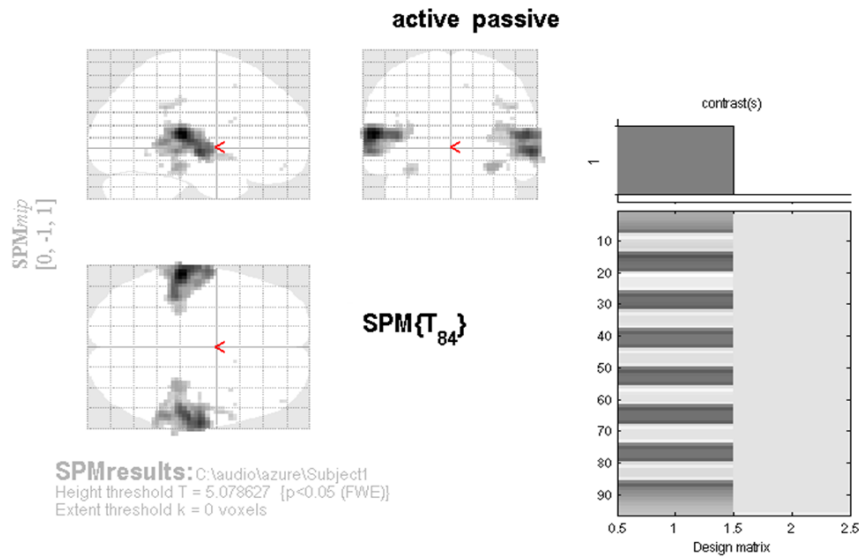 active passive
contrast(s)
1
SPMmip
[0, -1, 1]
<
<
<
SPM{T84}
10
20
30
40
50
60
70
80
90
0.5 1 1.5 2 2.5
Design matrix
SPMresults: C:\audio\azure\Subject1
Height threshold T = 5.078627 {p<0.05 (FWE)}
Extent threshold k = 0 voxels